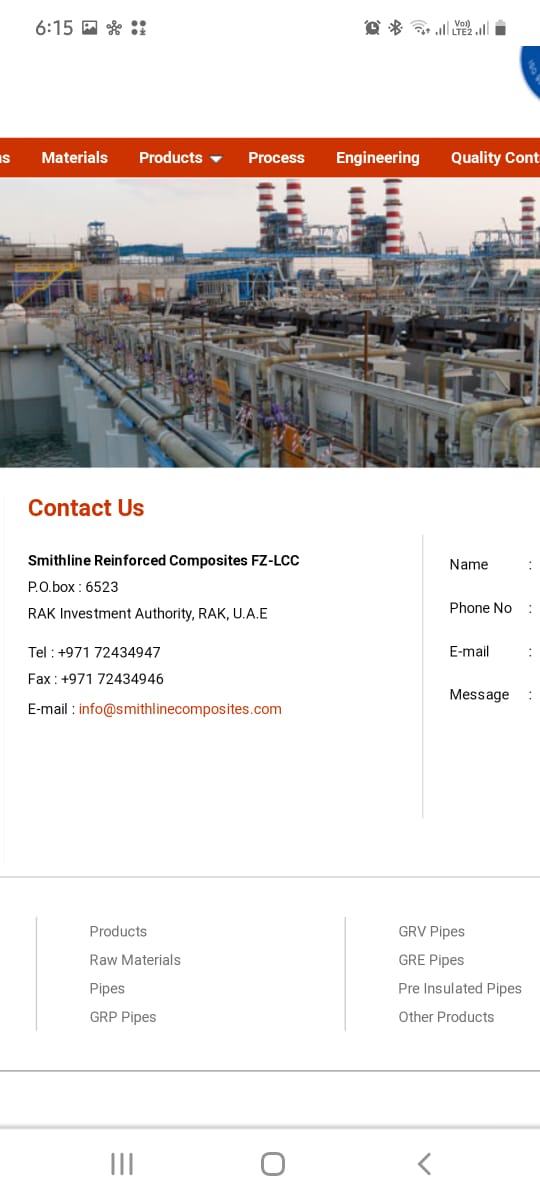 6:15
Vo)) LTE2
ISO
Materials Products Process Engineering Quality Cont
Contact Us
Smithline Reinforced Composites FZ-LCC
P.O.box : 6523
RAK Investment Authority, RAK, U.A.E
Tel : +971 72434947
Fax : +971 72434946
E-mail : info@smithlinecomposites.com
Name :
Phone No :
E-mail :
Message :
Products
Raw Materials
Pipes
GRP Pipes
GRV Pipes
GRE Pipes
Pre Insulated Pipes
Other Products